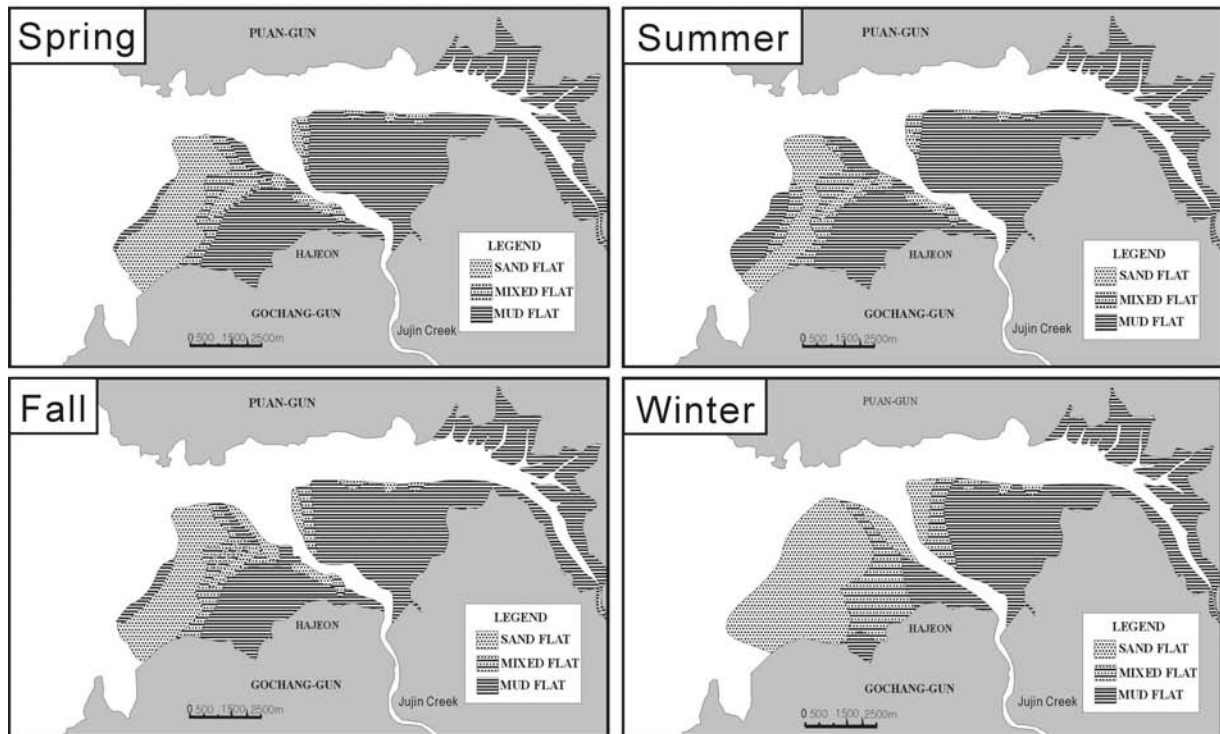 Spring
PUAN-GUN
HAJEON
GOCHANG-GUN
Jujin Creek
0 500 1500 2500m
LEGEND
SAND FLAT
MIXED FLAT
MUD FLAT
Summer
PUAN-GUN
HAJEON
GOCHANG-GUN
Jujin Creek
0 500 1500 2500m
LEGEND
SAND FLAT
MIXED FLAT
MUD FLAT
Fall
PUAN-GUN
HAJEON
GOCHANG-GUN
Jujin Creek
0 500 1500 2500m
LEGEND
SAND FLAT
MIXED FLAT
MUD FLAT
Winter
PUAN-GUN
HAJEON
GOCHANG-GUN
Jujin Creek
0 500 1500 2500m
LEGEND
SAND FLAT
MIXED FLAT
MUD FLAT